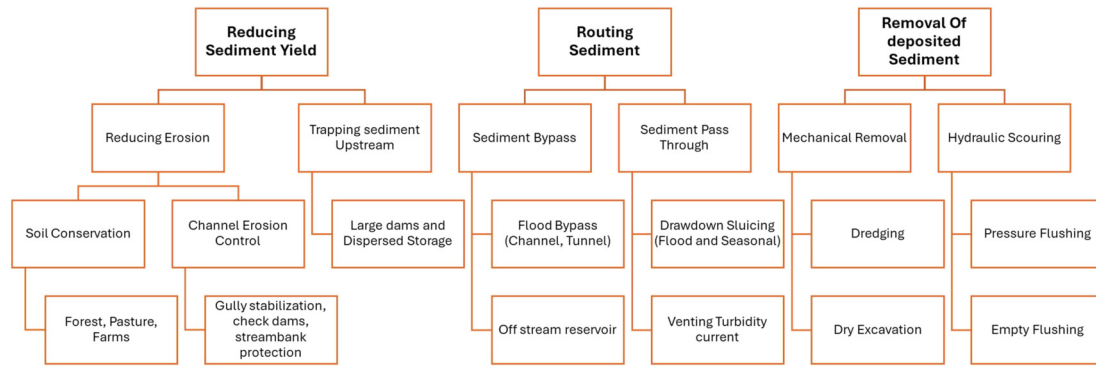 Reducing
Sediment Yield
Routing
Sediment
Removal Of
deposited
Sediment
Reducing Erosion
Trapping sediment
Upstream
Sediment Bypass
Sediment Pass
Through
Mechanical Removal
Hydraulic Scouring
Soil Conservation
Channel Erosion
Control
Large dams and
Dispersed Storage
Flood Bypass
(Channel, Tunnel)
Drawdown Sluicing
(Flood and Seasonal)
Dredging
Pressure Flushing
Forest, Pasture,
Farms
Gully stabilization,
check dams,
streambank
protection
Off stream reservoir
Venting Turbidity
current
Dry Excavation
Empty Flushing